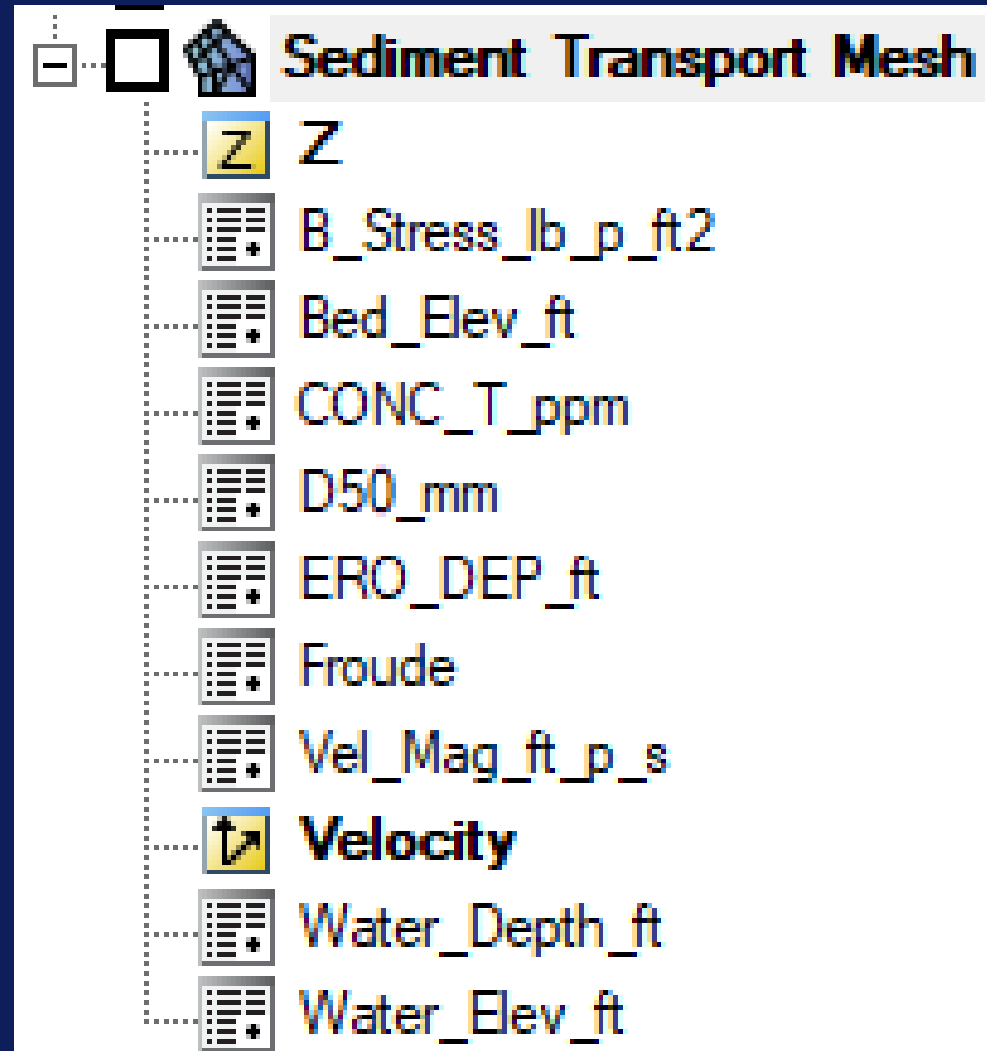 Sediment Transport Mesh
Z Z
B_Stress_lb_p_ft2
Bed_Elev_ft
CONC_T_ppm
D50_mm
ERO_DEP_ft
Froude
Vel_Mag_ft_p_s
Velocity
Water_Depth_ft
Water_Elev_ft